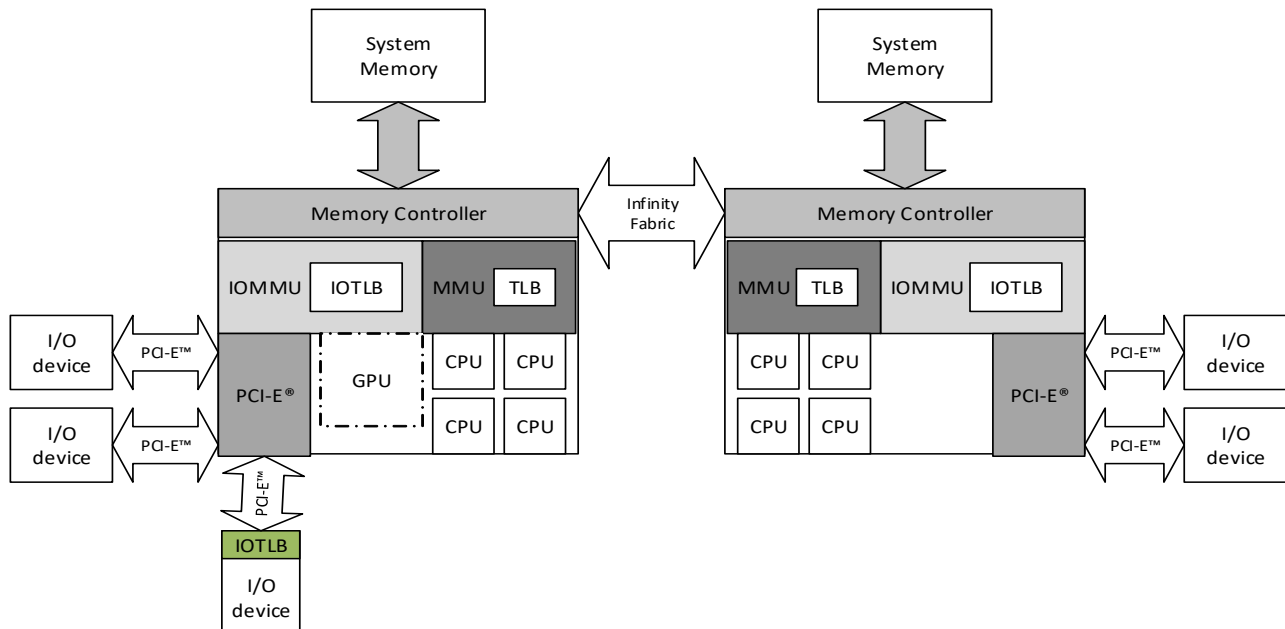 System
Memory
System
Memory
Memory Controller
Infinity
Fabric
Memory Controller
IOMMU
IOTLB
MMU
TLB
MMU
TLB
IOMMU
IOTLB
I/O
device
PCI-E™
PCI-E®
GPU
CPU
CPU
CPU
CPU
PCI-E®
PCI-E™
I/O
device
I/O
device
PCI-E™
CPU
CPU
CPU
CPU
PCI-E™
I/O
device
PCI-E™
IOTLB
I/O
device